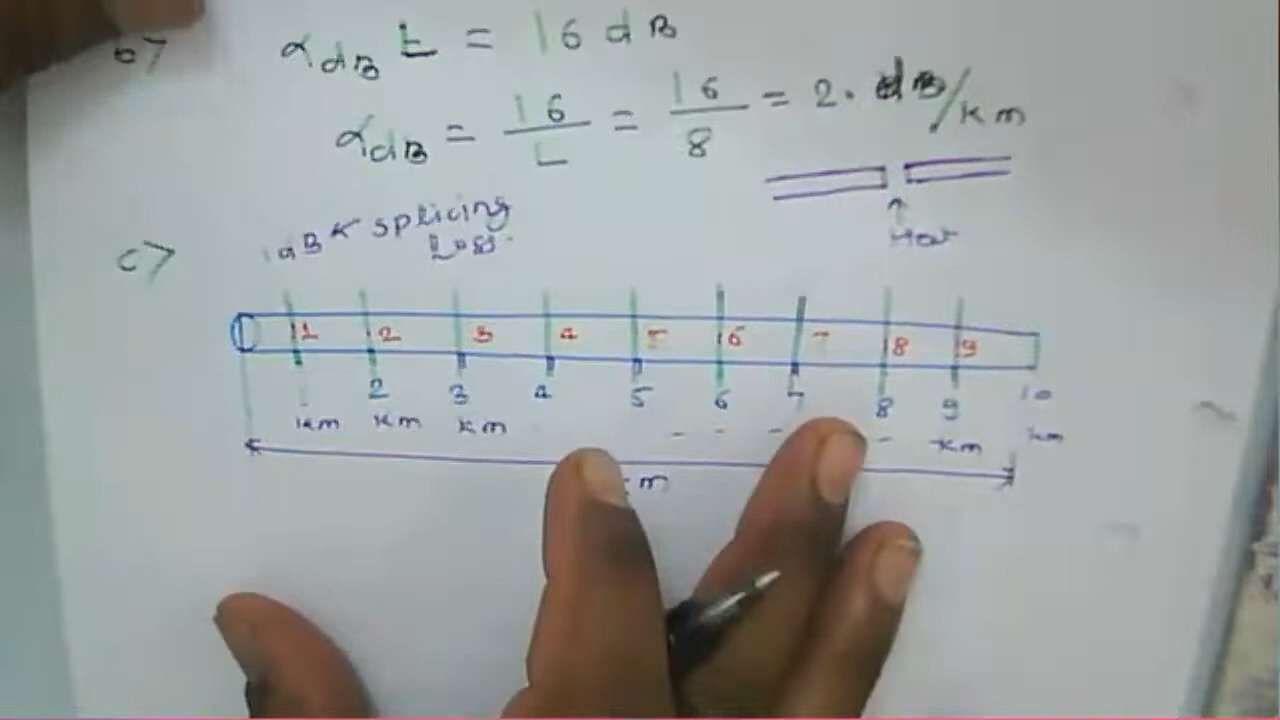 b) αdB L = 16 dB
αdB = 16/L = 16/8 = 2. dB/km
Heat
c) 1dB < splicing
Loss.
1 2 3 4 5 6 7 8 9
2 3 4 5 6 7 8 9 10
km km km - - - - km km